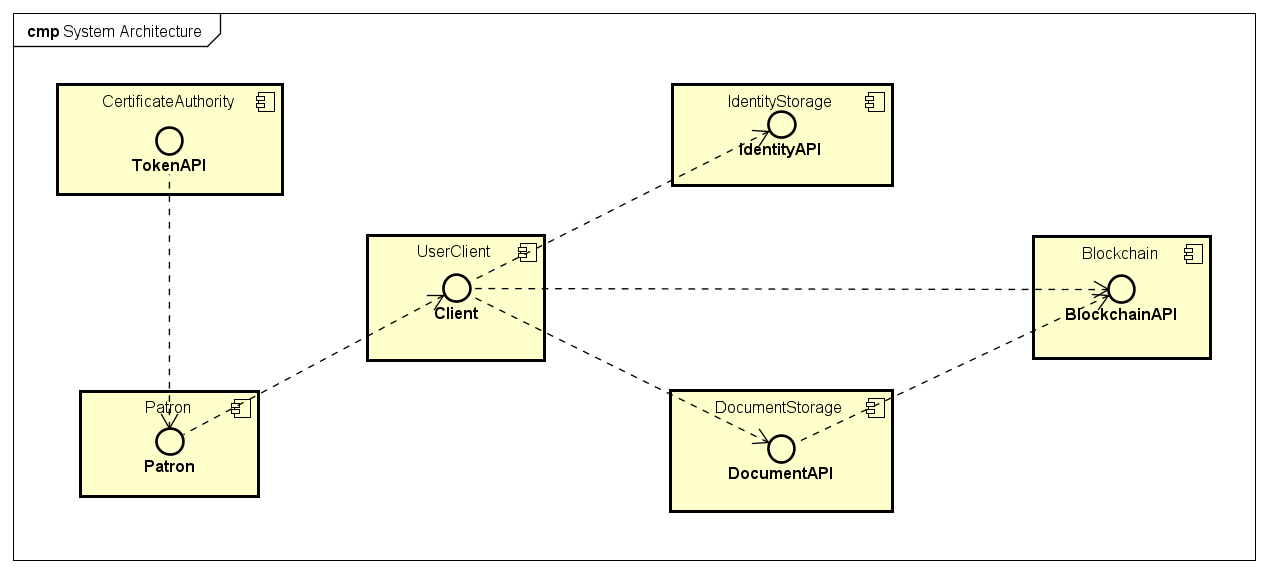 cmp System Architecture
CertificateAuthority
TokenAPI
IdentityStorage
IdentityAPI
UserClient
Client
Blockchain
BlockchainAPI
Patron
Patron
DocumentStorage
DocumentAPI